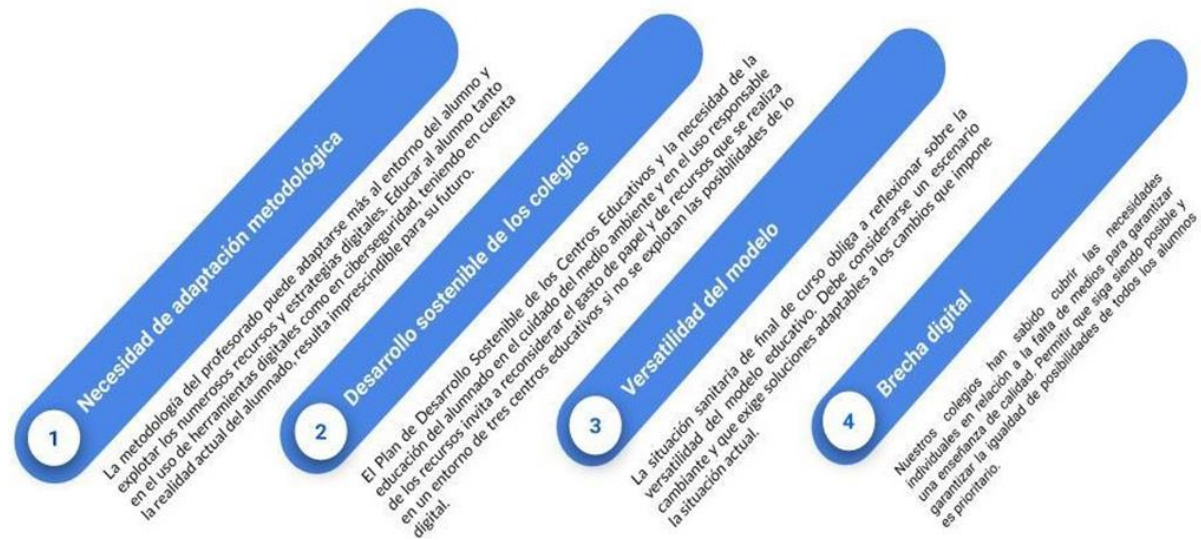 1
Necesidad de adaptación metodológica
La metodología del profesorado puede adaptarse más al entorno del alumno y
explotar los numerosos recursos y estrategias digitales. Educar al alumno tanto
en el uso de herramientas digitales como en ciberseguridad, teniendo en cuenta
la realidad actual del alumnado, resulta imprescindible para su futuro.
2
Desarrollo sostenible de los colegios
El Plan de Desarrollo Sostenible de los Centros Educativos y la necesidad de la
educación del alumnado en el cuidado del medio ambiente y en el uso responsable
de los recursos invita a reconsiderar el gasto de papel y de recursos que se realiza
en un entorno de tres centros educativos si no se explotan las posibilidades de lo
digital.
3
Versatilidad del modelo
La situación sanitaria de final de curso obliga a reflexionar sobre la
versatilidad del modelo educativo. Debe considerarse un escenario
cambiante y que exige soluciones adaptables a los cambios que impone
la situación actual.
4
Brecha digital
Nuestros colegios han sabido cubrir las necesidades
individuales en relación a la falta de medios para garantizar
una enseñanza de calidad. Permitir que siga siendo posible y
garantizar la igualdad de posibilidades de todos los alumnos
es prioritario.